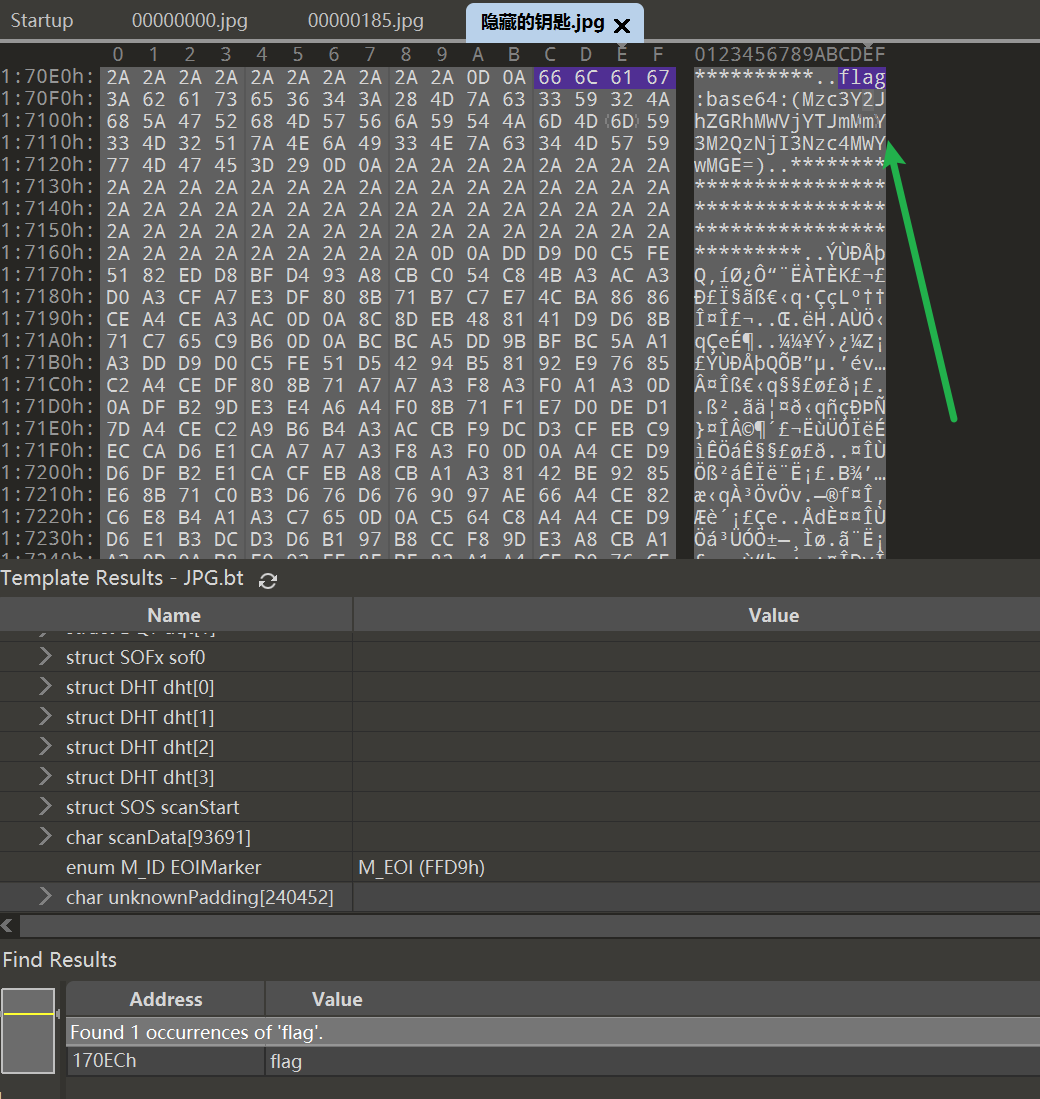 Startup 00000000.jpg 00000185.jpg 隐藏的钥匙.jpg
0 1 2 3 4 5 6 7 8 9 A B C D E F 0123456789ABCDEF
1:70E0h: 2A 2A 2A 2A 2A 2A 2A 2A 2A 2A 0D 0A 66 6C 61 67 **********..flag
1:70F0h: 3A 62 61 73 65 36 34 3A 28 4D 7A 63 33 59 32 4A :base64:(Mzc3Y2J
1:7100h: 68 5A 47 52 68 4D 57 56 6A 59 54 4A 6D 4D 6D 59 hZGRhMWVjYTJmMmY
1:7110h: 33 4D 32 51 7A 4E 6A 49 33 4E 7A 63 34 4D 57 59 3M2QzNjI3Nzc4MWY
1:7120h: 77 4D 47 45 3D 29 0D 0A 2A 2A 2A 2A 2A 2A 2A 2A wMGE=)..********
1:7130h: 2A 2A 2A 2A 2A 2A 2A 2A 2A 2A 2A 2A 2A 2A 2A 2A ****************
1:7140h: 2A 2A 2A 2A 2A 2A 2A 2A 2A 2A 2A 2A 2A 2A 2A 2A ****************
1:7150h: 2A 2A 2A 2A 2A 2A 2A 2A 2A 2A 2A 2A 2A 2A 2A 2A ****************
1:7160h: 2A 2A 2A 2A 2A 2A 2A 2A 2A 0D 0A DD D9 D0 C5 FE *********..ÝÙÐÅþ
1:7170h: 51 82 ED D8 BF D4 93 A8 CB C0 54 C8 4B A3 AC A3 Q‚íØ¿Ô“¨ËÀTÈK£¬£
1:7180h: D0 A3 CF A7 E3 DF 80 8B 71 B7 C7 E7 4C BA 86 86 Ð£Ï§ãß€‹q·ÇçLº††
1:7190h: CE A4 CE A3 AC 0D 0A 8C 8D EB 48 81 41 D9 D6 8B Î¤Î£¬..Œ.ëH.AÙÖ‹
1:71A0h: 71 C7 65 C9 B6 0D 0A BC BC A5 DD 9B BF BC 5A A1 qÇeÉ¶..¼¼¥Ý›¿¼Z¡
1:71B0h: A3 DD D9 D0 C5 FE 51 D5 42 94 B5 81 92 E9 76 85 £ÝÙÐÅþQÕB”µ.’év…
1:71C0h: C2 A4 CE DF 80 8B 71 A7 A7 A3 F8 A3 F0 A1 A3 0D Â¤Îß€‹q§§£ø£ð¡£.
1:71D0h: 0A DF B2 9D E3 E4 A6 A4 F0 8B 71 F1 E7 D0 DE D1 .ß².ãä¦¤ð‹qñçÐÞÑ
1:71E0h: 7D A4 CE C2 A9 B6 B4 A3 AC CB F9 DC D3 CF EB C9 }¤ÎÂ©¶´£¬ËùÜÓÏëÉ
1:71F0h: EC CA D6 E1 CA A7 A7 A3 F8 A3 F0 0D 0A A4 CE D9 ìÊÖáÊ§§£ø£ð..¤ÎÙ
1:7200h: D6 DF B2 E1 CA CF EB A8 CB A1 A3 81 42 BE 92 85 Öß²áÊÏë¨Ë¡£.B¾’…
1:7210h: E6 8B 71 C0 B3 D6 76 D6 76 90 97 AE 66 A4 CE 82 æ‹qÀ³ÖvÖv.—®f¤Î‚
1:7220h: C6 E8 B4 A1 A3 C7 65 0D 0A C5 64 C8 A4 A4 CE D9 Æè´¡£Çe..ÅdÈ¤¤ÎÙ
1:7230h: D6 E1 B3 DC D3 D6 B1 97 B8 CC F8 9D E3 A8 CB A1 Öá³ÜÓÖ±—¸Ìø.ã¨Ë¡
Template Results - JPG.bt
Name Value
struct SOFx sof0
struct DHT dht[0]
struct DHT dht[1]
struct DHT dht[2]
struct DHT dht[3]
struct SOS scanStart
char scanData[93691]
enum M_ID EOIMarker M_EOI (FFD9h)
char unknownPadding[240452]
Find Results
Address Value
Found 1 occurrences of 'flag'.
170ECh flag